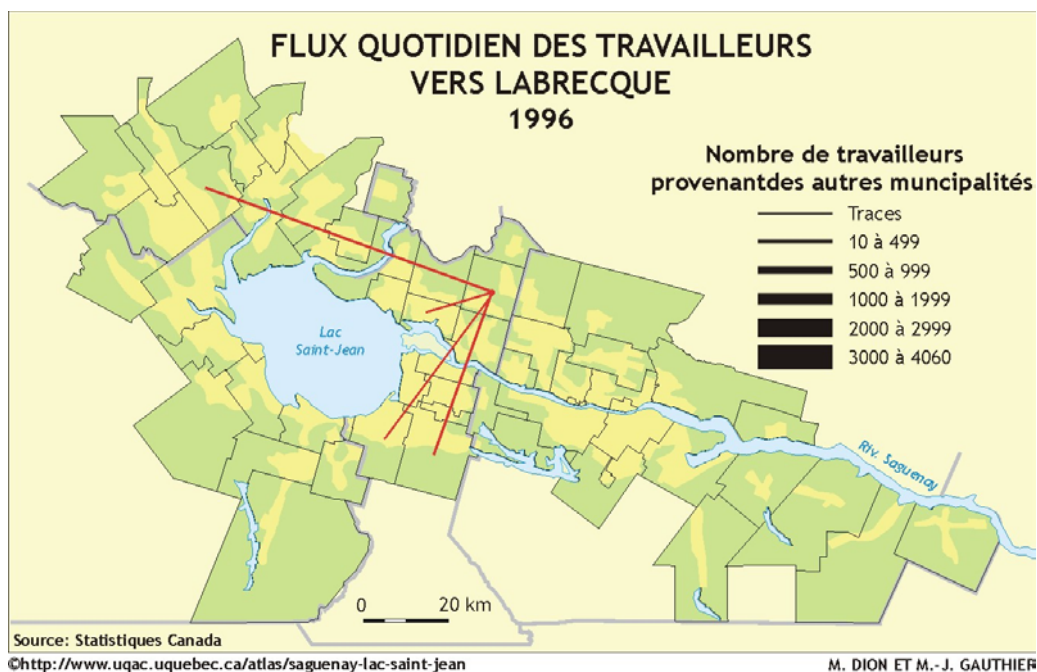 FLUX QUOTIDIEN DES TRAVAILLEURS
VERS LABRECQUE
1996
Nombre de travailleurs
provenantdes autres muncipalités
Traces
10 à 499
500 à 999
1000 à 1999
2000 à 2999
3000 à 4060
Lac
Saint-Jean
Riv. Saguenay
0 20 km
Source: Statistiques Canada
©http://www.uqac.uquebec.ca/atlas/saguenay-lac-saint-jean
M. DION ET M.-J. GAUTHIER